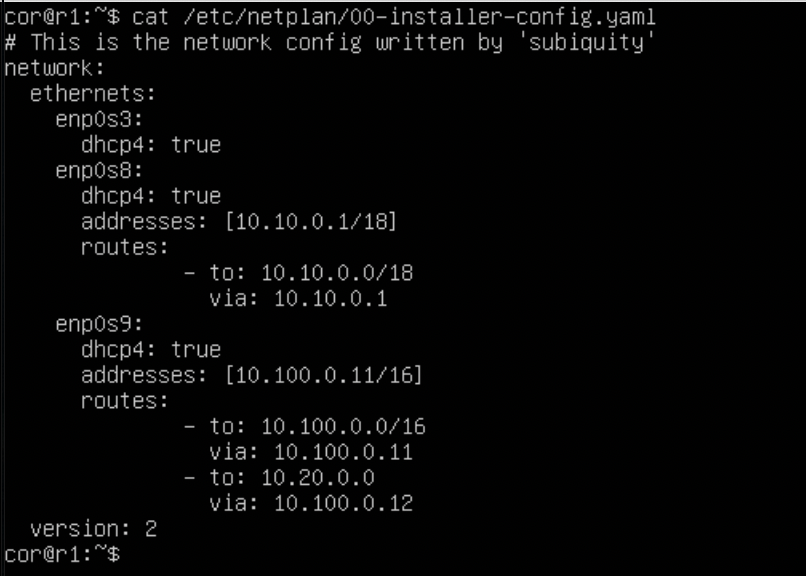 cor@r1:~$ cat /etc/netplan/00-installer-config.yaml
# This is the network config written by 'subiquity'
network:
  ethernets:
    enp0s3:
      dhcp4: true
    enp0s8:
      dhcp4: true
      addresses: [10.10.0.1/18]
      routes:
              - to: 10.10.0.0/18
                via: 10.10.0.1
    enp0s9:
      dhcp4: true
      addresses: [10.100.0.11/16]
      routes:
              - to: 10.100.0.0/16
                via: 10.100.0.11
              - to: 10.20.0.0
                via: 10.100.0.12
  version: 2
cor@r1:~$